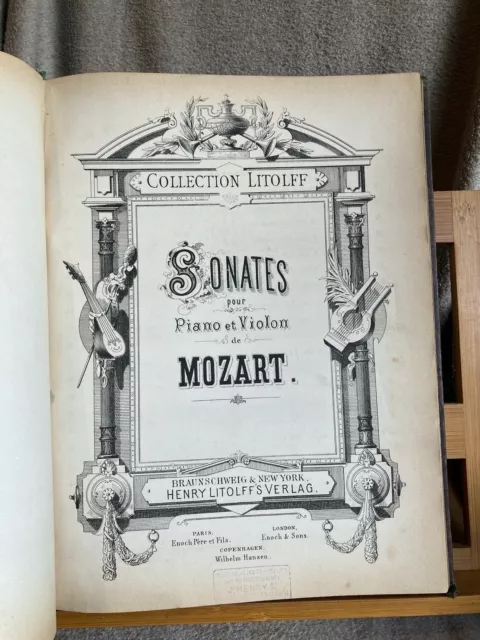 COLLECTION LITOLFF
SONATES
pour
Piano et Violon
de
MOZART.
BRAUNSCHWEIG & NEW YORK.
HENRY LITOLFF'S VERLAG.
PARIS, LONDON,
Enoch Père et Fils. Enoch & Sons.
COPENHAGEN,
Wilhelm Hansen.